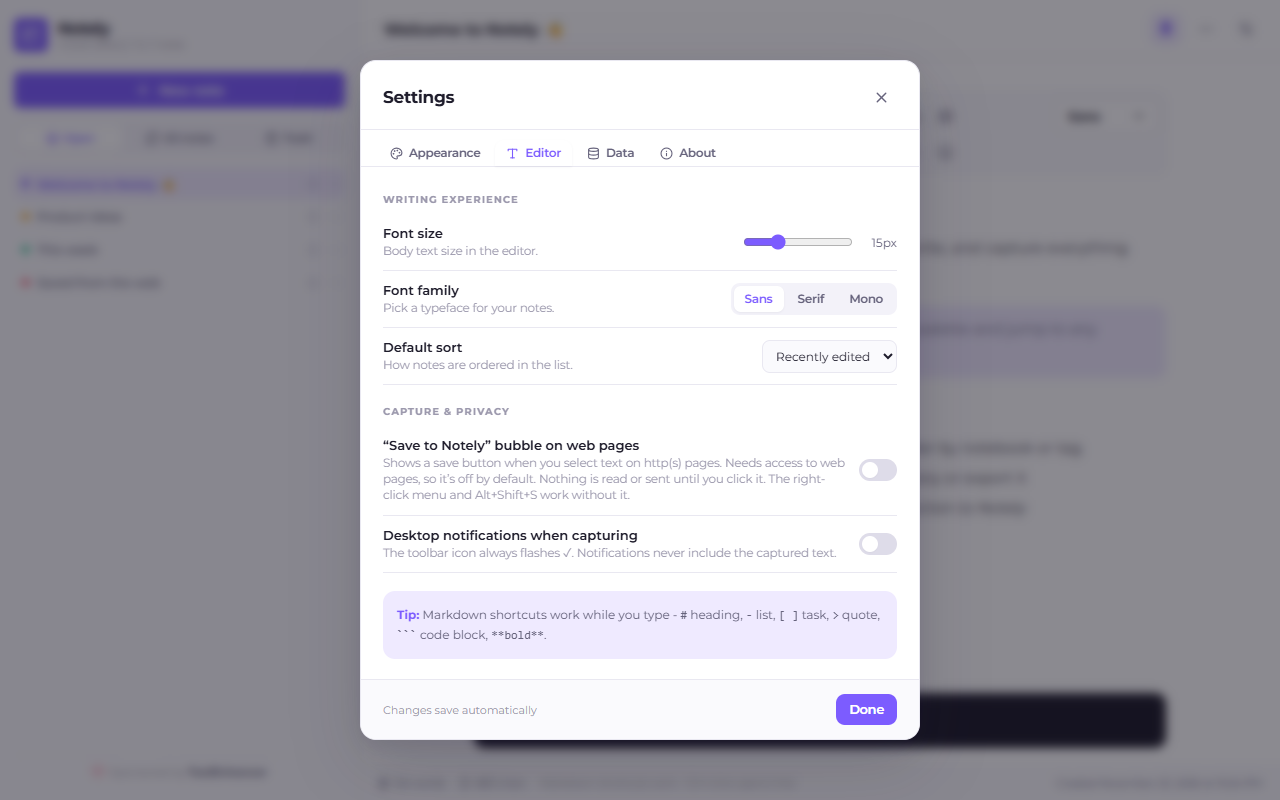 Settings
Appearance
Editor
Data
About
WRITING EXPERIENCE
Font size
Body text size in the editor.
15px
Font family
Pick a typeface for your notes.
Sans
Serif
Mono
Default sort
How notes are ordered in the list.
Recently edited
CAPTURE & PRIVACY
“Save to Notely” bubble on web pages
Shows a save button when you select text on http(s) pages. Needs access to web
pages, so it’s off by default. Nothing is read or sent until you click it. The right-
click menu and Alt+Shift+S work without it.
Desktop notifications when capturing
The toolbar icon always flashes ✓. Notifications never include the captured text.
Tip: Markdown shortcuts work while you type - # heading, - list, [ ] task, > quote,
``` code block, **bold**.
Changes save automatically
Done